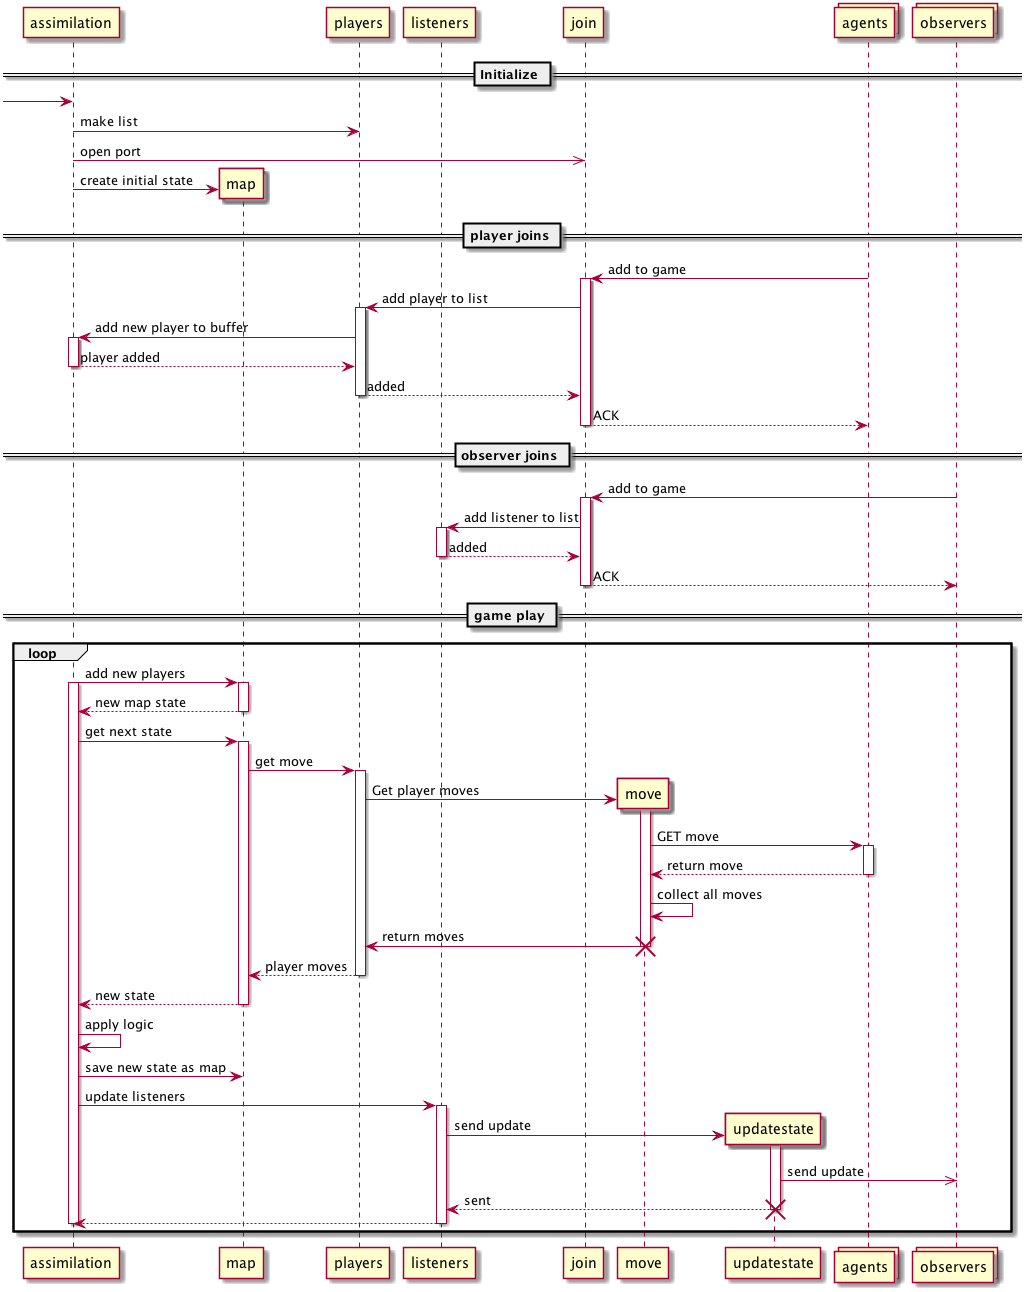 assimilation
players
listeners
join
agents
observers
Initialize
make list
open port
create initial state
map
player joins
add to game
add player to list
add new player to buffer
player added
added
ACK
observer joins
add to game
add listener to list
added
ACK
game play
loop
add new players
new map state
get next state
get move
Get player moves
move
GET move
return move
collect all moves
return moves
player moves
new state
apply logic
save new state as map
update listeners
updatestate
send update
send update
sent
assimilation
map
players
listeners
join
move
updatestate
agents
observers